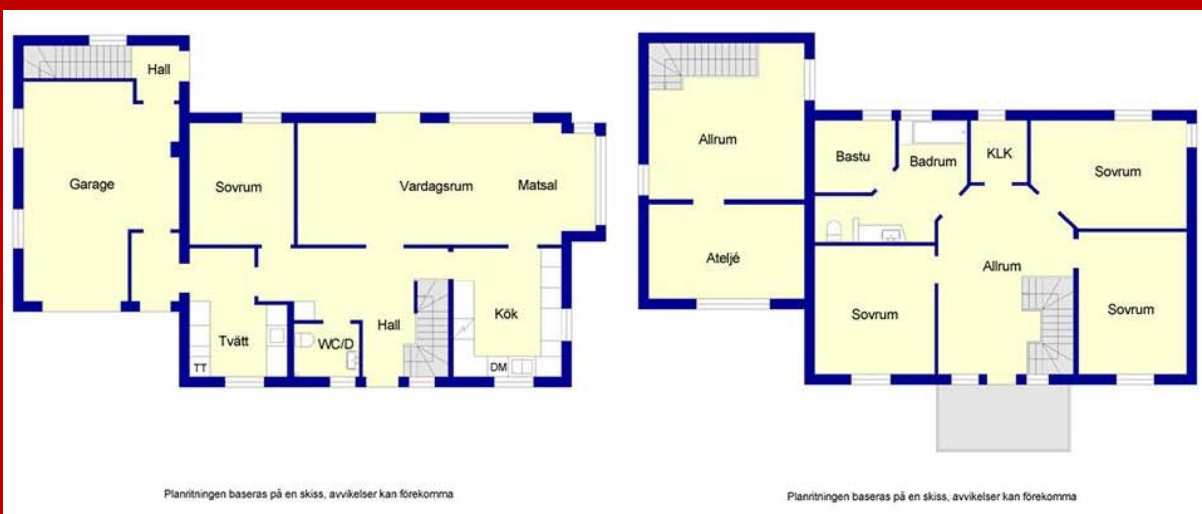 Hall
Garage
Sovrum
Vardagsrum
Matsal
Tvätt
TT
WC/D
Hall
Kök
DM
Planritningen baseras på en skiss, avvikelser kan förekomma
Allrum
Ateljé
Bastu
Badrum
KLK
Sovrum
Allrum
Sovrum
Sovrum
Planritningen baseras på en skiss, avvikelser kan förekomma